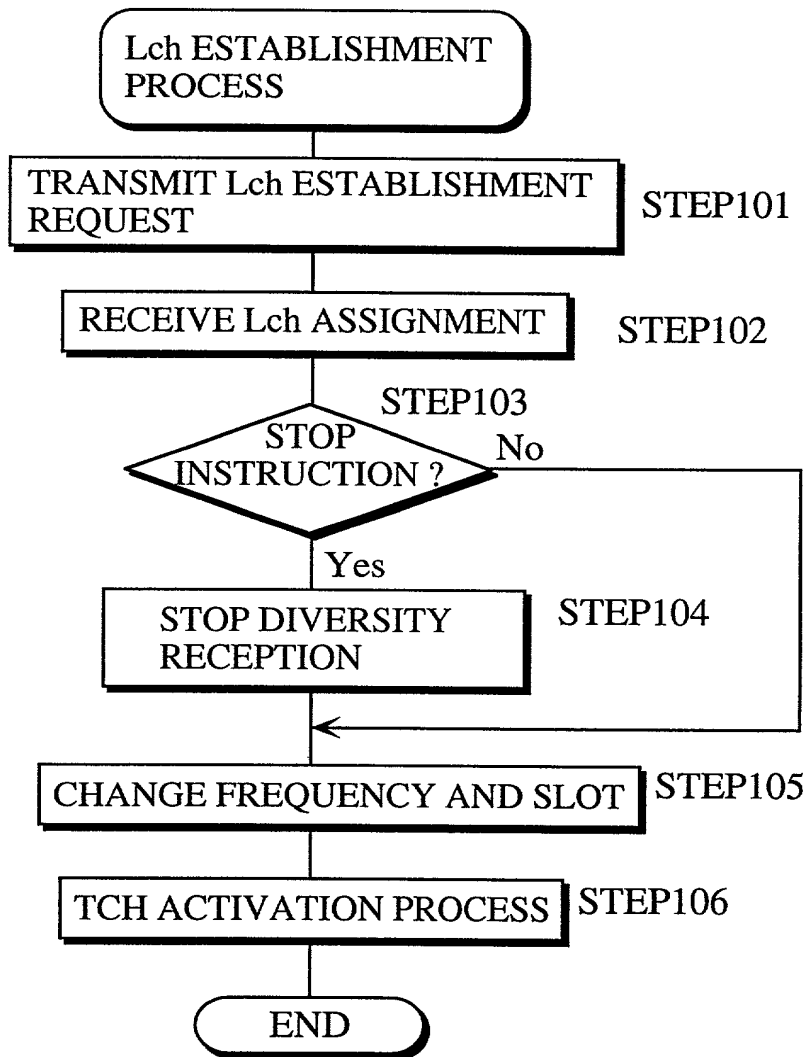 Lch ESTABLISHMENT
PROCESS
TRANSMIT Lch ESTABLISHMENT
REQUEST
STEP101
RECEIVE Lch ASSIGNMENT
STEP102
STEP103
STOP
INSTRUCTION ?
No
Yes
STOP DIVERSITY
RECEPTION
STEP104
CHANGE FREQUENCY AND SLOT
STEP105
TCH ACTIVATION PROCESS
STEP106
END